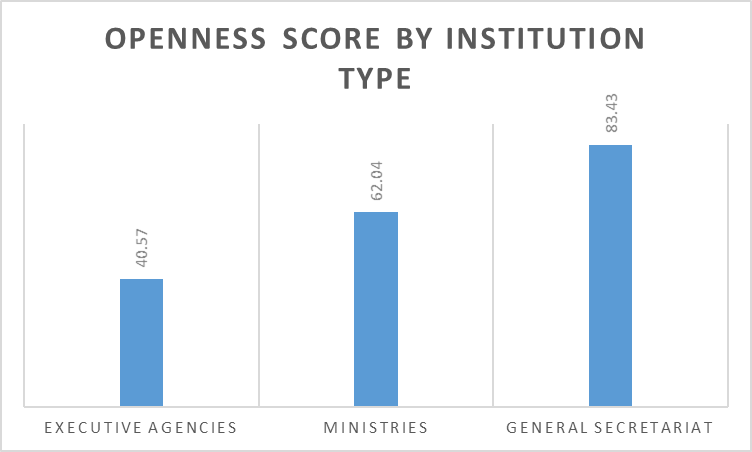 OPENNESS SCORE BY INSTITUTION
TYPE
40.57
62.04
83.43
EXECUTIVE AGENCIES
MINISTRIES
GENERAL SECRETARIAT